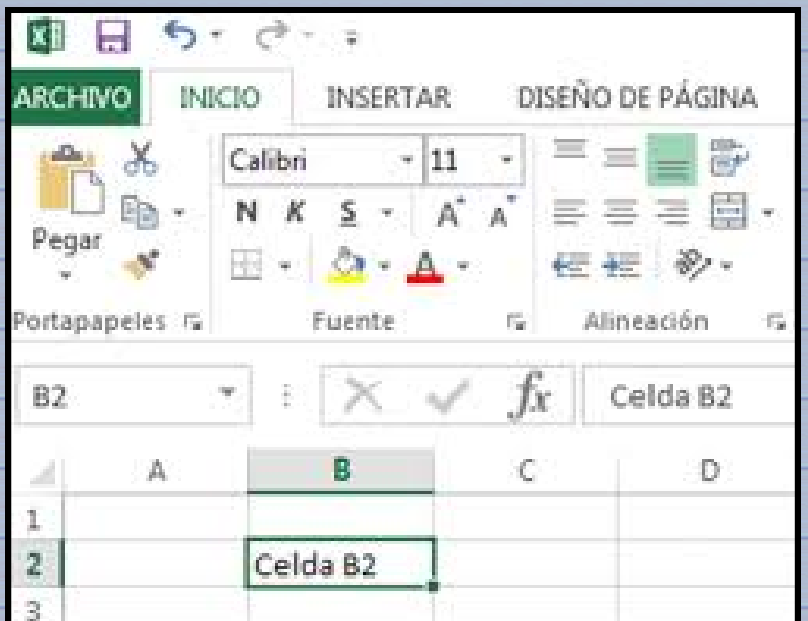 ARCHIVO INICIO INSERTAR DISEÑO DE PÁGINA
Calibri 11
N K S A A
Pegar
A
Portapapeles Fuente Alineación
B2 fx Celda B2
A B C D
1
2 Celda B2
3